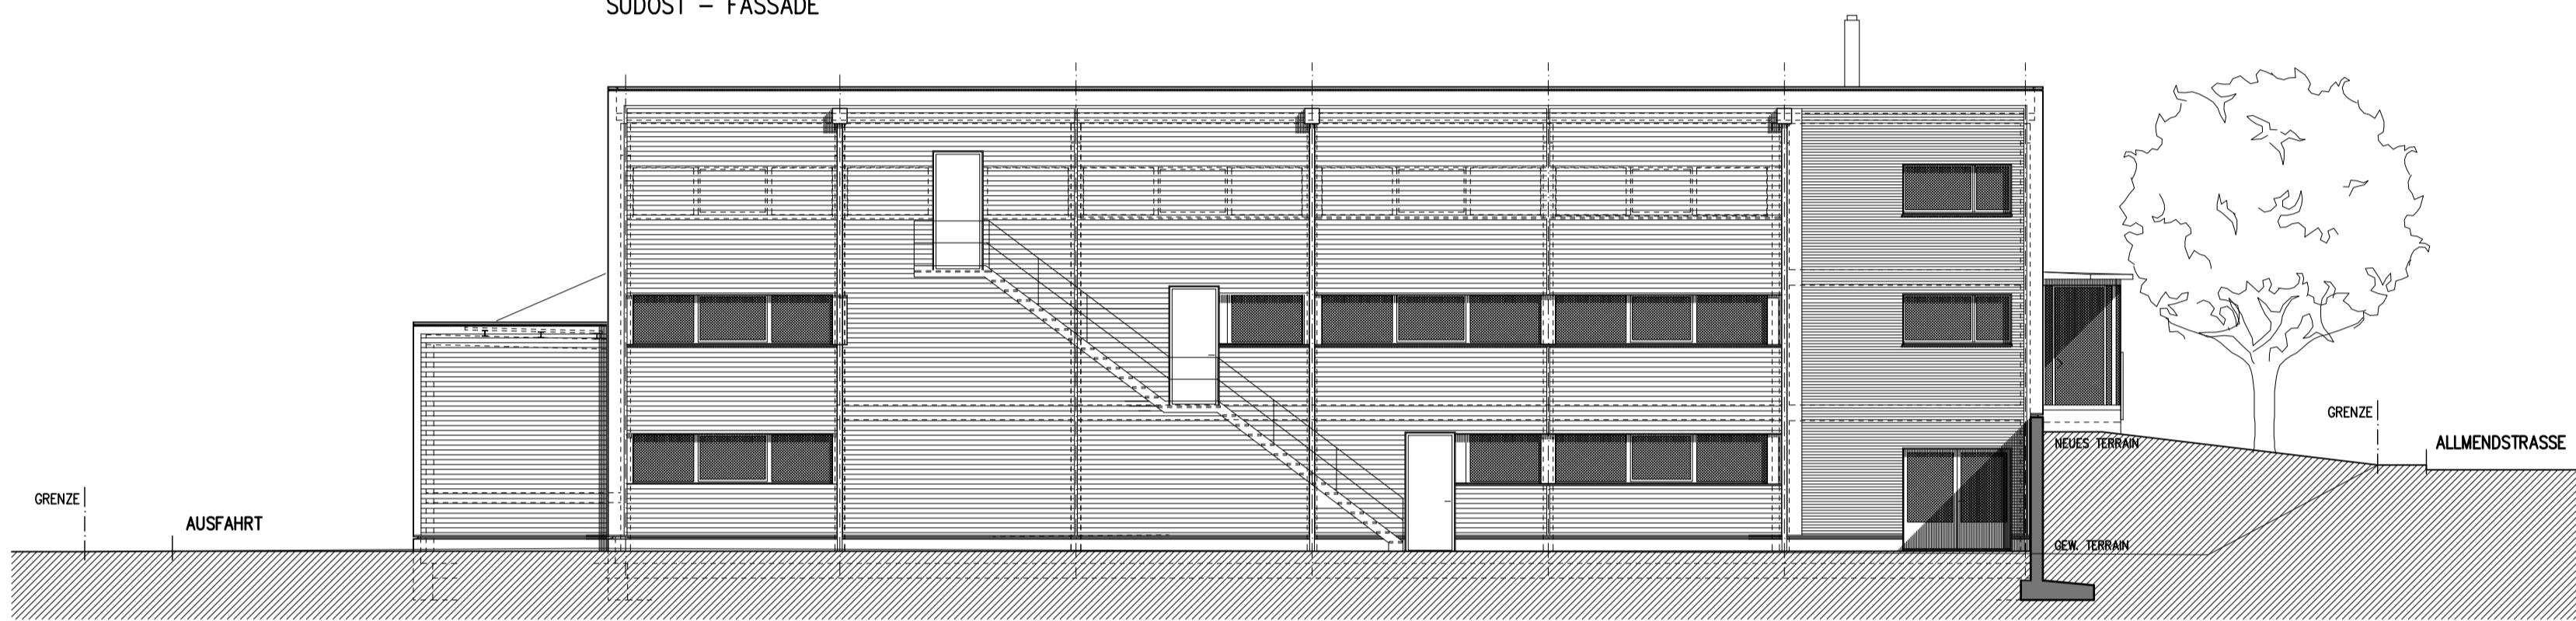 SÜDOST – FASSADE
GRENZE
ALLMENDSTRASSE
NEUES TERRAIN
GRENZE
AUSFAHRT
GEW. TERRAIN